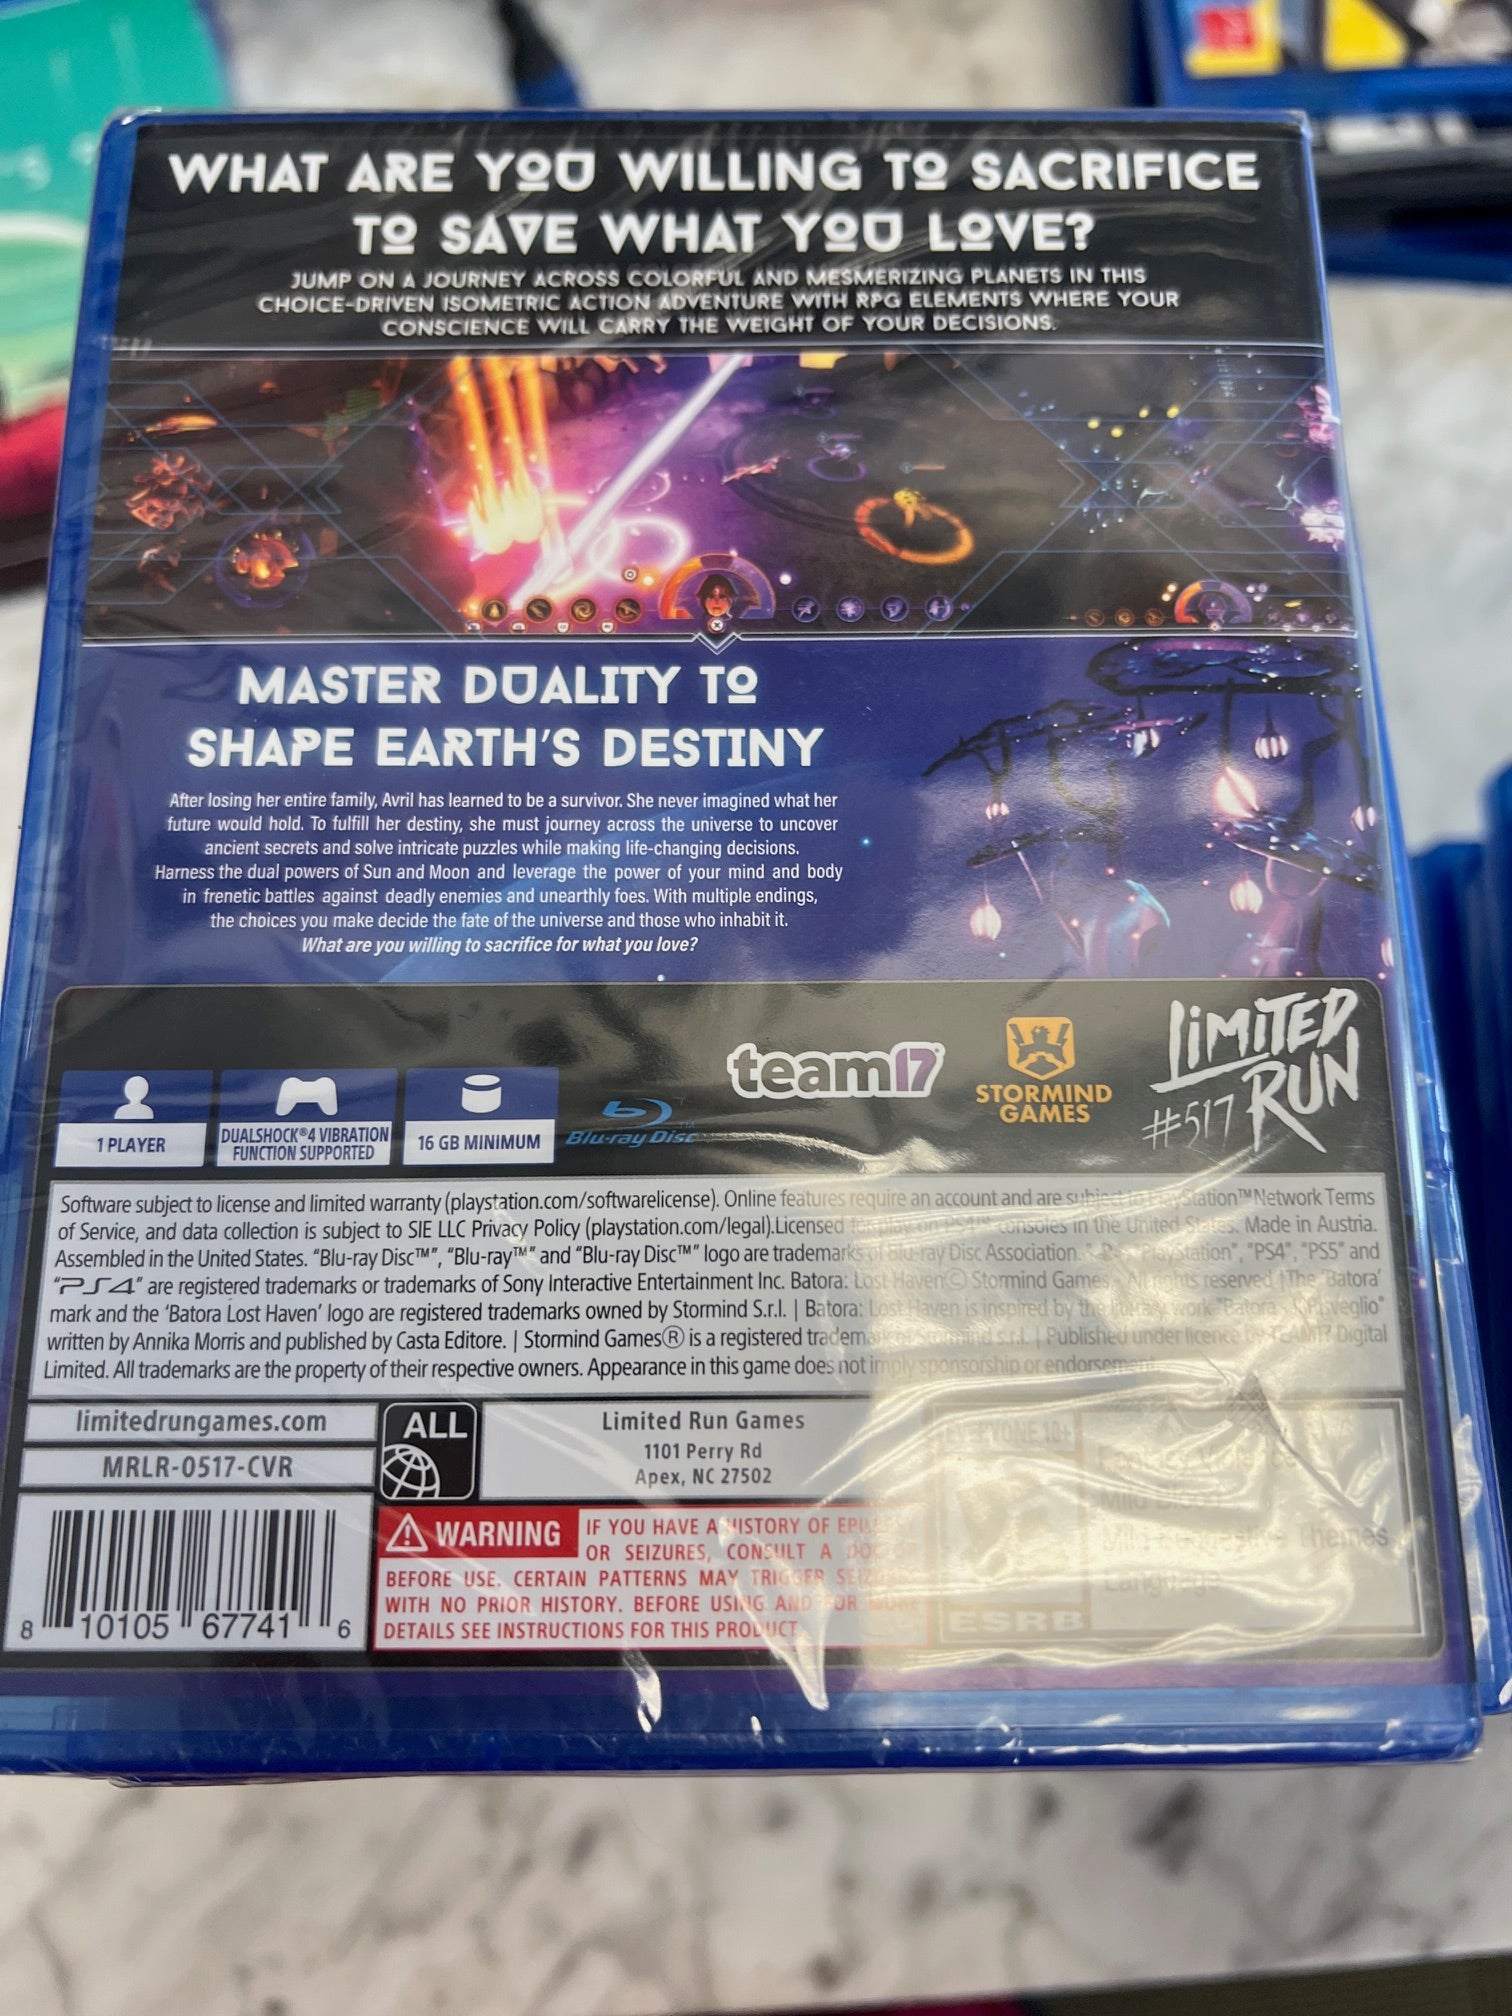 WHAT ARE YOU WILLING TO SACRIFICE
TO SAVE WHAT YOU LOVE?
JUMP ON A JOURNEY ACROSS COLORFUL AND MESMERIZING PLANETS IN THIS
CHOICE-DRIVEN ISOMETRIC ACTION ADVENTURE WITH RPG ELEMENTS WHERE YOUR
CONSCIENCE WILL CARRY THE WEIGHT OF YOUR DECISIONS.
MASTER DUALITY TO
SHAPE EARTH'S DESTINY
After losing her entire family, Avril has learned to be a survivor. She never imagined what her
future would hold. To fulfill her destiny, she must journey across the universe to uncover
ancient secrets and solve intricate puzzles while making life-changing decisions.
Harness the dual powers of Sun and Moon and leverage the power of your mind and body
in frenetic battles against deadly enemies and unearthly foes. With multiple endings,
the choices you make decide the fate of the universe and those who inhabit it.
What are you willing to sacrifice for what you love?
1 PLAYER
DUALSHOCK®4 VIBRATION
FUNCTION SUPPORTED
16 GB MINIMUM
Blu-ray Disc™
team17
STORMIND
GAMES
LIMITED
RUN
#517
Software subject to license and limited warranty (playstation.com/softwarelicense). Online features require an account and are subject to PlayStation™Network Terms
of Service, and data collection is subject to SIE LLC Privacy Policy (playstation.com/legal).Licensed for play on PS4™ consoles in the United States. Made in Austria.
Assembled in the United States. "Blu-ray Disc™", "Blu-ray™" and "Blu-ray Disc™" logo are trademarks of Blu-ray Disc Association. "PlayStation", "PS4", "PS5" and
"PS4" are registered trademarks or trademarks of Sony Interactive Entertainment Inc. Batora: Lost Haven© Stormind Games - All rights reserved | The 'Batora'
mark and the 'Batora Lost Haven' logo are registered trademarks owned by Stormind S.r.l. | Batora: Lost Haven is inspired by the literary work "Batora - Il Risveglio"
written by Annika Morris and published by Casta Editore. | Stormind Games® is a registered trademark Stormind s.r.l. | Published under licence by TEAM17 Digital
Limited. All trademarks are the property of their respective owners. Appearance in this game does not imply sponsorship or endorsement.
limitedrungames.com
MRLR-0517-CVR
ALL
Limited Run Games
1101 Perry Rd
Apex, NC 27502
EVERYONE 10+
Fantasy Violence
Mild Blood
Mild Suggestive Themes
Language
ESRB
WARNING
IF YOU HAVE A HISTORY OF EPILEPSY
OR SEIZURES, CONSULT A DOCTOR
BEFORE USE. CERTAIN PATTERNS MAY TRIGGER SEIZURES
WITH NO PRIOR HISTORY. BEFORE USING AND FOR MORE
DETAILS SEE INSTRUCTIONS FOR THIS PRODUCT.
8 10105 67741 6